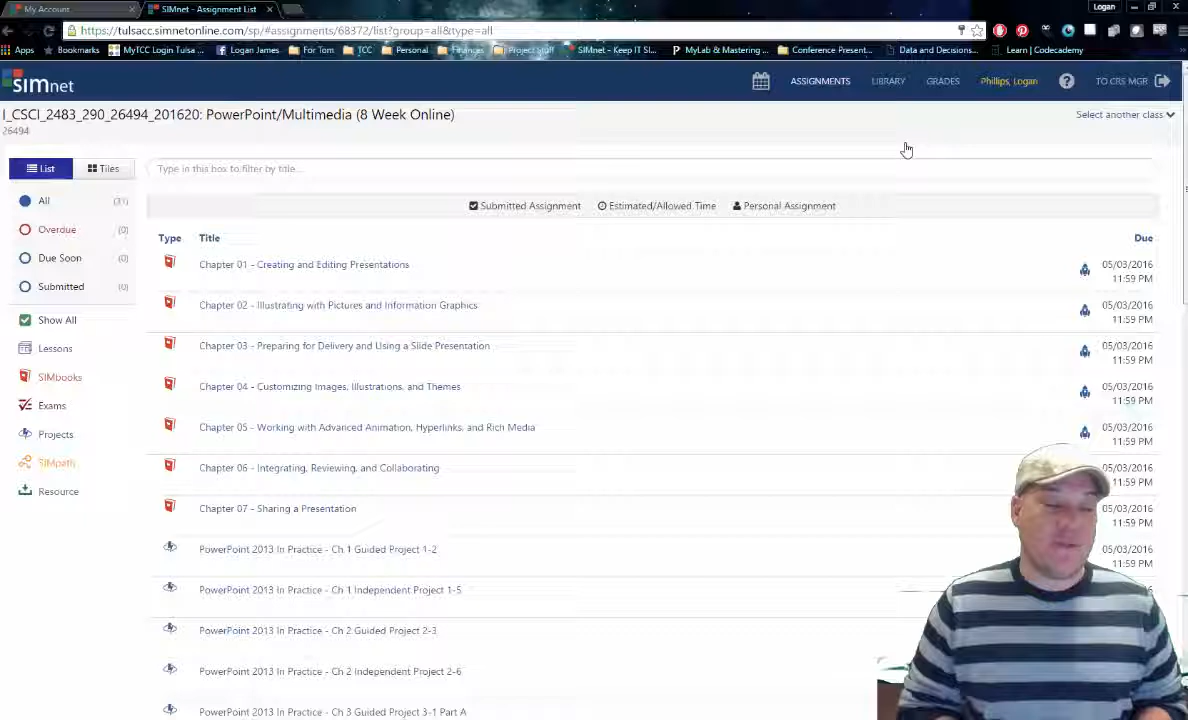 Logan
My Account
SIMnet - Assignment List
https://tulsacc.simnetonline.com/sp/#assignments/68372/list?group=all&type=all
Apps Bookmarks MyTCC Login Tulsa ... Logan James For Tom TCC Personal Finances Project Stuff SIMnet - Keep IT SI... MyLab & Mastering ... Conference Present... Data and Decisions... Learn | Codecademy
simnet
ASSIGNMENTS LIBRARY GRADES Phillips, Logan TO CRS MGR
I_CSCI_2483_290_26494_201620: PowerPoint/Multimedia (8 Week Online)
Select another class
26494
List Tiles
Type in this box to filter by title...
All (31)
Overdue (0)
Due Soon (0)
Submitted (0)
Show All
Lessons
SIMbooks
Exams
Projects
SIMpath
Resource
Submitted Assignment Estimated/Allowed Time Personal Assignment
Type Title Due
Chapter 01 - Creating and Editing Presentations 05/03/2016
11:59 PM
Chapter 02 - Illustrating with Pictures and Information Graphics 05/03/2016
11:59 PM
Chapter 03 - Preparing for Delivery and Using a Slide Presentation 05/03/2016
11:59 PM
Chapter 04 - Customizing Images, Illustrations, and Themes 05/03/2016
11:59 PM
Chapter 05 - Working with Advanced Animation, Hyperlinks, and Rich Media 05/03/2016
11:59 PM
Chapter 06 - Integrating, Reviewing, and Collaborating 05/03/2016
11:59 PM
Chapter 07 - Sharing a Presentation 05/03/2016
11:59 PM
PowerPoint 2013 In Practice - Ch 1 Guided Project 1-2 05/03/2016
11:59 PM
PowerPoint 2013 In Practice - Ch 1 Independent Project 1-5
PowerPoint 2013 In Practice - Ch 2 Guided Project 2-3
PowerPoint 2013 In Practice - Ch 2 Independent Project 2-6
PowerPoint 2013 In Practice - Ch 3 Guided Project 3-1 Part A